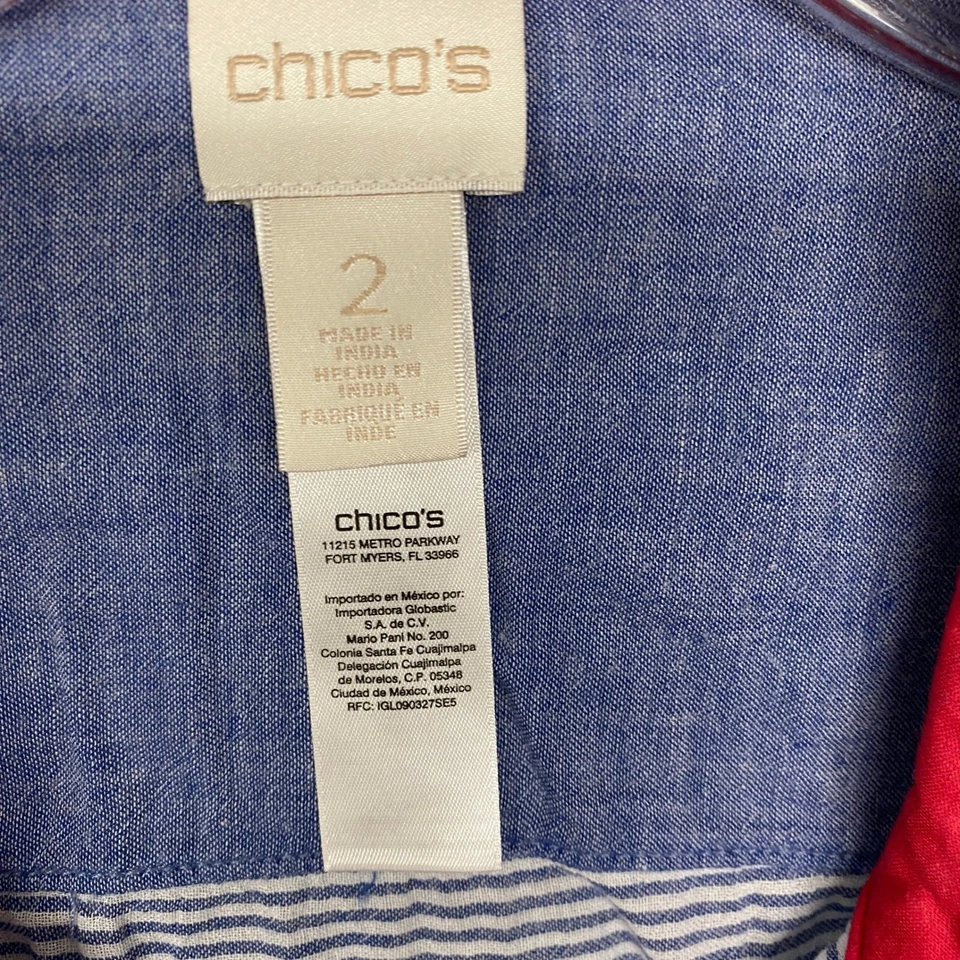 chico's
2
MADE IN
INDIA
HECHO EN
INDIA
FABRIQUÉ EN
INDE
chico's
11215 METRO PARKWAY
FORT MYERS, FL 33966
Importado en México por:
Importadora Globastic
S.A. de C.V.
Mario Pani No. 200
Colonia Santa Fe Cuajimalpa
Delegación Cuajimalpa
de Morelos, C.P. 05348
Ciudad de México, México
RFC: IGL090327SE5